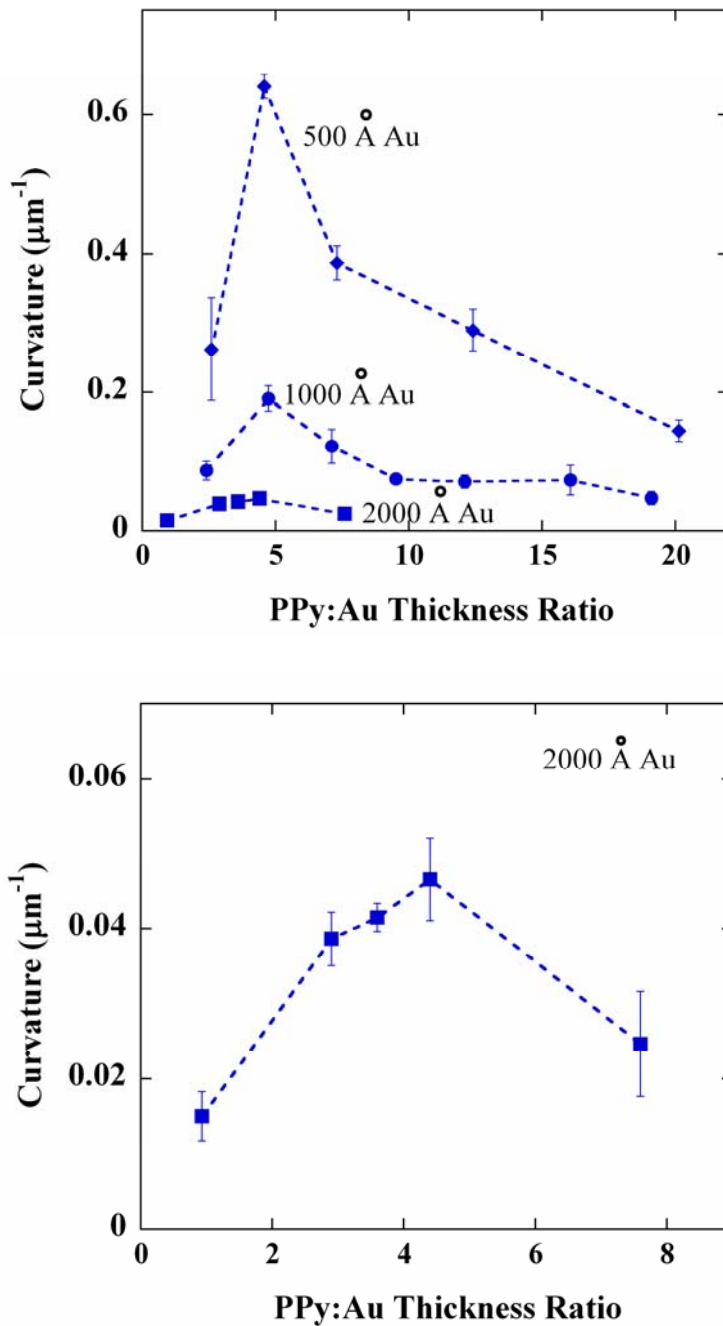 0.6
500 Å Au
Curvature (μm⁻¹)
0.4
0.2
1000 Å Au
2000 Å Au
0
0 5 10 15 20
PPy:Au Thickness Ratio
2000 Å Au
0.06
Curvature (μm⁻¹)
0.04
0.02
0
0 2 4 6 8
PPy:Au Thickness Ratio